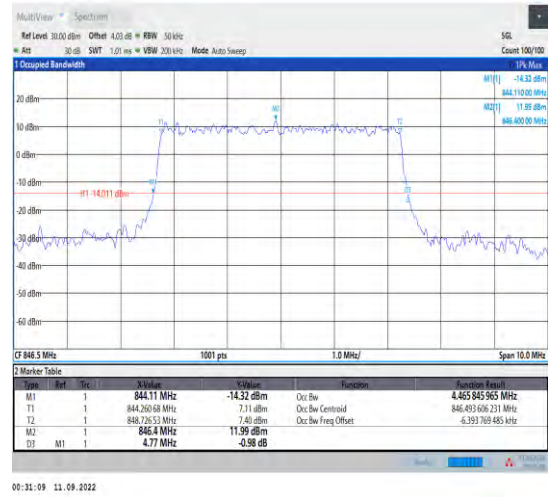 MultiView Spectrum
Ref Level 30.00 dBm Offset 4.03 dB RBW 50 kHz SGL
Att 30 dB SWT 1.01 ms VBW 200 kHz Mode Auto Sweep Count 100/100
1 Occupied Bandwidth 1Pk Max
M1[1] -14.32 dBm
844.110 00 MHz
M2[1] 11.99 dBm
846.400 00 MHz
20 dBm
M2
T1 T2
10 dBm
0 dBm
-10 dBm
M1 D3
H1 -14.011 dBm
-20 dBm
-30 dBm
-40 dBm
-50 dBm
-60 dBm
CF 846.5 MHz 1001 pts 1.0 MHz/ Span 10.0 MHz
2 Marker Table
Type Ref Trc X-Value Y-Value Function Function Result
M1 1 844.11 MHz -14.32 dBm Occ Bw 4.465 845 965 MHz
T1 1 844.260 68 MHz 7.11 dBm Occ Bw Centroid 846.493 606 231 MHz
T2 1 848.726 53 MHz 7.40 dBm Occ Bw Freq Offset -6.393 769 485 kHz
M2 1 846.4 MHz 11.99 dBm
D3 M1 1 4.77 MHz -0.98 dB
00:31:09 11.09.2022